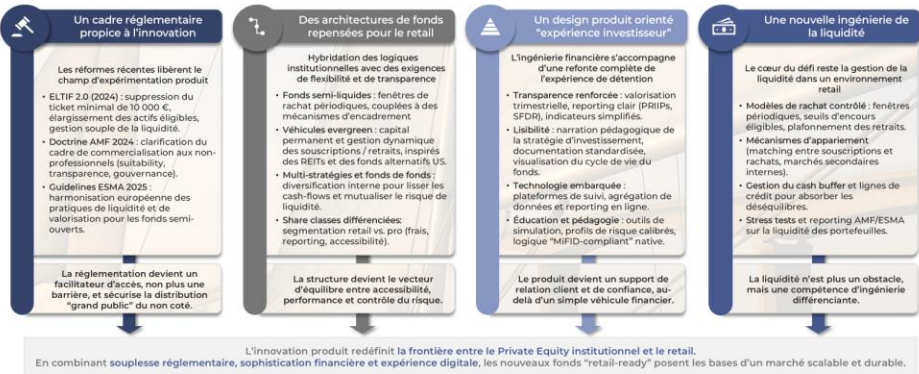 Un cadre réglementaire
propice à l'innovation
Les réformes récentes libèrent le
champ d'expérimentation produit
• ELTIF 2.0 (2024) : suppression du
ticket minimal de 10 000 €,
élargissement des actifs éligibles,
gestion souple de la liquidité.
• Doctrine AMF 2024 : clarification du
cadre de commercialisation aux non-
professionnels (suitability,
transparence, gouvernance).
• Guidelines ESMA 2025 :
harmonisation européenne des
pratiques de liquidité et de
valorisation pour les fonds semi-
ouverts.
La réglementation devient un
facilitateur d'accès, non plus une
barrière, et sécurise la distribution
"grand public" du non coté.
Des architectures de fonds
repensées pour le retail
Hybridation des logiques
institutionnelles avec des exigences
de flexibilité et de transparence
• Fonds semi-liquides : fenêtres de
rachat périodiques, couplées à des
mécanismes d'encadrement
• Véhicules evergreen : capital
permanent et gestion dynamique
des souscriptions / retraits, inspirés
des REITs et des fonds alternatifs US.
• Multi-stratégies et fonds de fonds :
diversification interne pour lisser les
cash-flows et mutualiser le risque de
liquidité.
• Share classes différenciées:
segmentation retail vs. pro (frais,
reporting, accessibilité).
La structure devient le vecteur
d'équilibre entre accessibilité,
performance et contrôle du risque.
Un design produit orienté
"expérience investisseur"
L'ingénierie financière s'accompagne
d'une refonte complète de
l'expérience de détention
• Transparence renforcée : valorisation
trimestrielle, reporting clair (PRIIPs,
SFDR), indicateurs simplifiés.
• Lisibilité : narration pédagogique de
la stratégie d'investissement,
documentation standardisée,
visualisation du cycle de vie du
fonds.
• Technologie embarquée :
plateformes de suivi, agrégation de
données et reporting en ligne.
• Éducation et pédagogie : outils de
simulation, profils de risque calibrés,
logique "MiFID-compliant" native.
Le produit devient un support de
relation client et de confiance, au-
delà d'un simple véhicule financier.
Une nouvelle ingénierie de
la liquidité
Le cœur du défi reste la gestion de la
liquidité dans un environnement
retail
• Modèles de rachat contrôlé : fenêtres
périodiques, seuils d'encours
éligibles, plafonnement des retraits.
• Mécanismes d'appariement
(matching entre souscriptions et
rachats, marchés secondaires
internes).
• Gestion du cash buffer et lignes de
crédit pour absorber les
déséquilibres.
• Stress tests et reporting AMF/ESMA
sur la liquidité des portefeuilles.
La liquidité n'est plus un obstacle,
mais une compétence d'ingénierie
différenciante.
L'innovation produit redéfinit la frontière entre le Private Equity institutionnel et le retail.
En combinant souplesse réglementaire, sophistication financière et expérience digitale, les nouveaux fonds "retail-ready" posent les bases d'un marché scalable et durable.